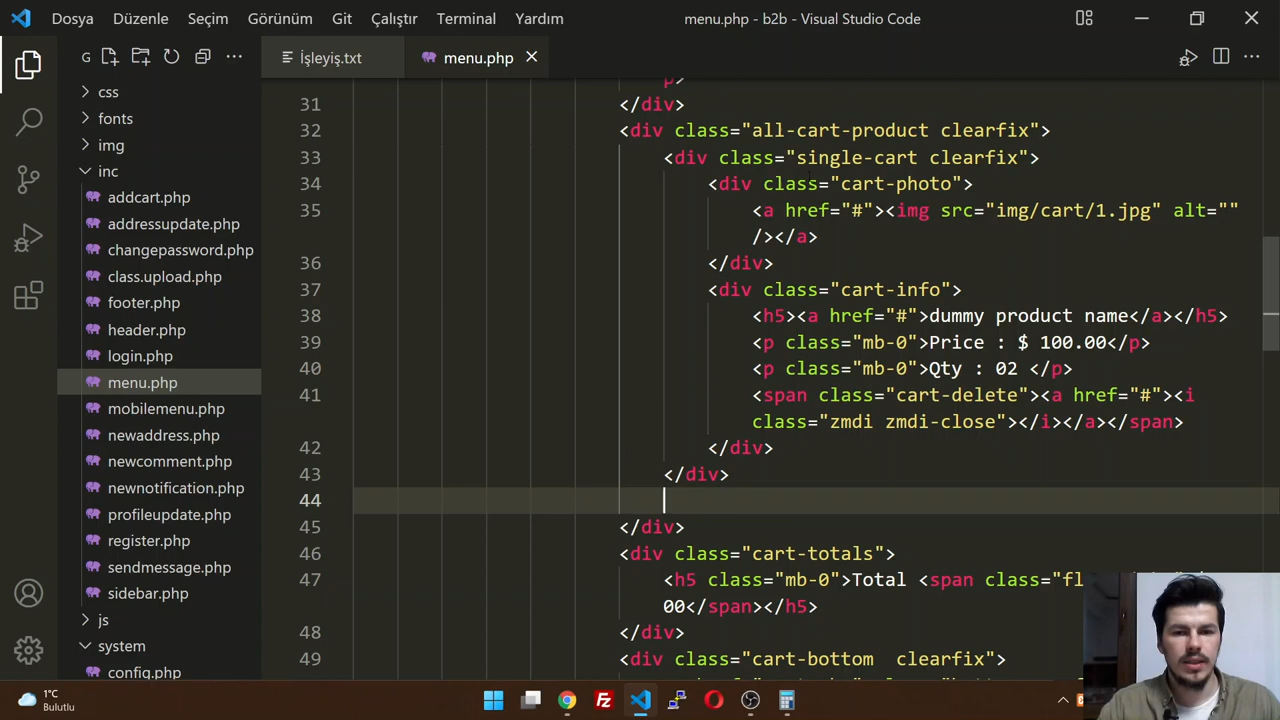 Dosya Düzenle Seçim Görünüm Git Çalıştır Terminal Yardım menu.php - b2b - Visual Studio Code
G İşleyiş.txt menu.php
css
fonts
img
inc
addcart.php
addressupdate.php
changepassword.php
class.upload.php
footer.php
header.php
login.php
menu.php
mobilemenu.php
newaddress.php
newcomment.php
newnotification.php
profileupdate.php
register.php
sendmessage.php
sidebar.php
js
system
config.php
p>
31 </div>
32 <div class="all-cart-product clearfix">
33 <div class="single-cart clearfix">
34 <div class="cart-photo">
35 <a href="#"><img src="img/cart/1.jpg" alt=""
/></a>
36 </div>
37 <div class="cart-info">
38 <h5><a href="#">dummy product name</a></h5>
39 <p class="mb-0">Price : $ 100.00</p>
40 <p class="mb-0">Qty : 02 </p>
41 <span class="cart-delete"><a href="#"><i
class="zmdi zmdi-close"></i></a></span>
42 </div>
43 </div>
44
45 </div>
46 <div class="cart-totals">
47 <h5 class="mb-0">Total <span class="fl
00</span></h5>
48 </div>
49 <div class="cart-bottom  clearfix">
1°C
Bulutlu